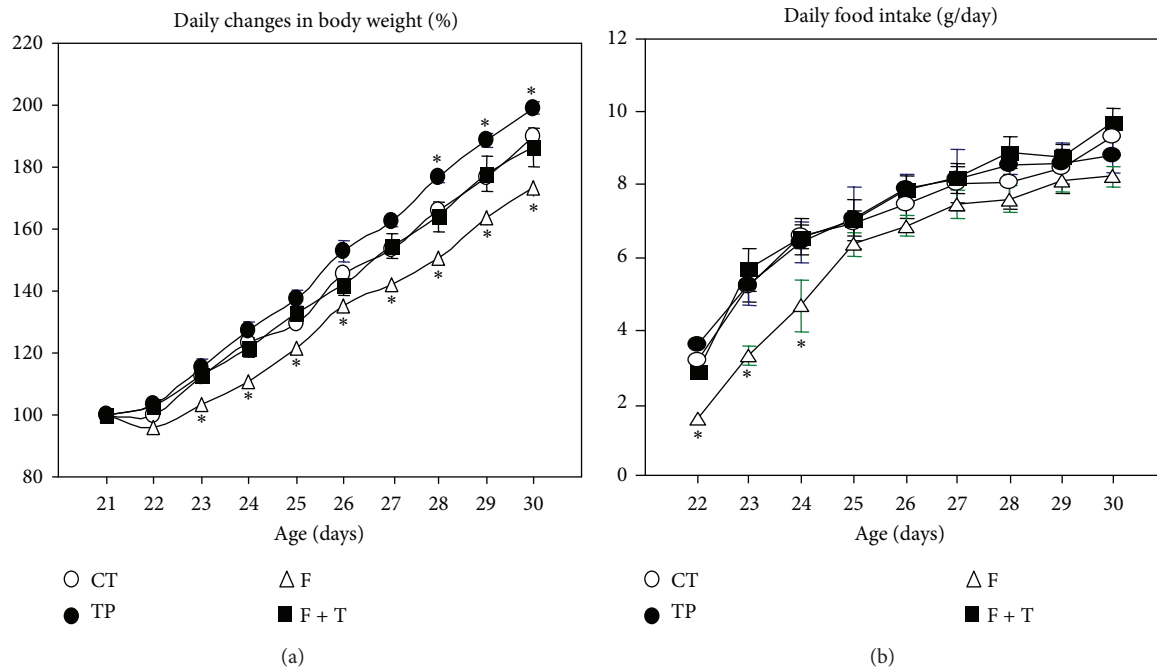 Daily changes in body weight (%)
220
200
180
160
140
120
100
80
* * *
* * * * * * * *
21 22 23 24 25 26 27 28 29 30
Age (days)
CT F
TP F + T
(a)
Daily food intake (g/day)
12
10
8
6
4
2
0
* * *
22 23 24 25 26 27 28 29 30
Age (days)
CT F
TP F + T
(b)